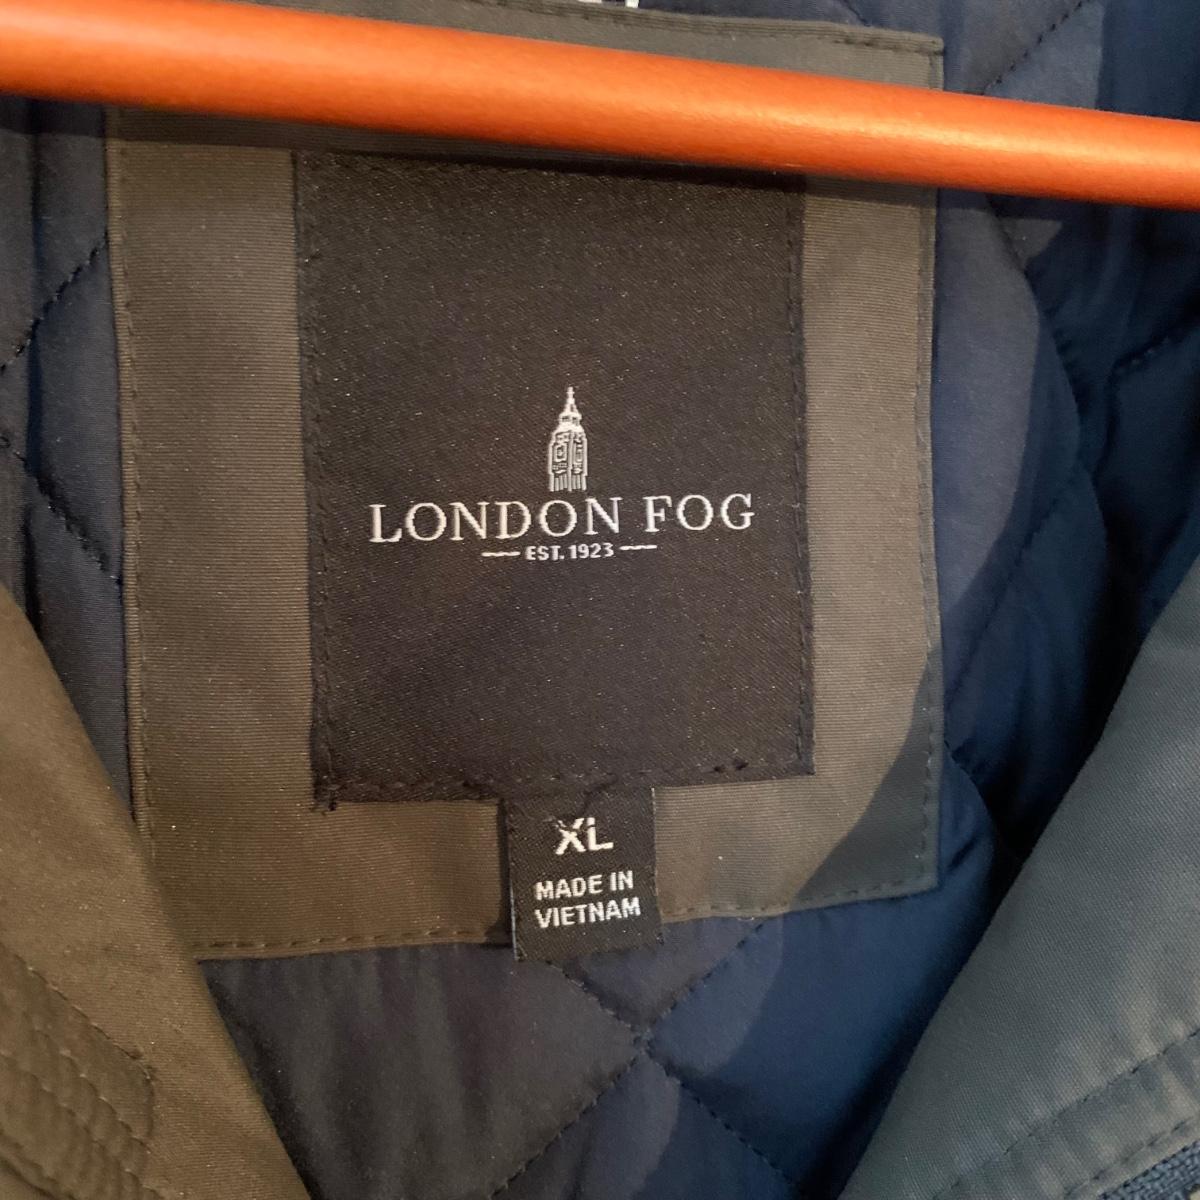 LONDON FOG
EST. 1923
XL
MADE IN
VIETNAM